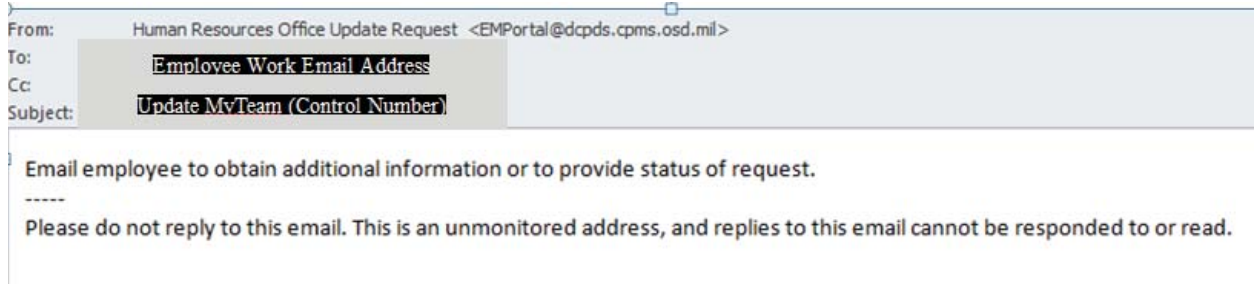 From: Human Resources Office Update Request <EMPortal@dcpds.cpms.osd.mil>
To: Employee Work Email Address
Cc:
Subject: Update MyTeam (Control Number)
Email employee to obtain additional information or to provide status of request.
-----
Please do not reply to this email. This is an unmonitored address, and replies to this email cannot be responded to or read.